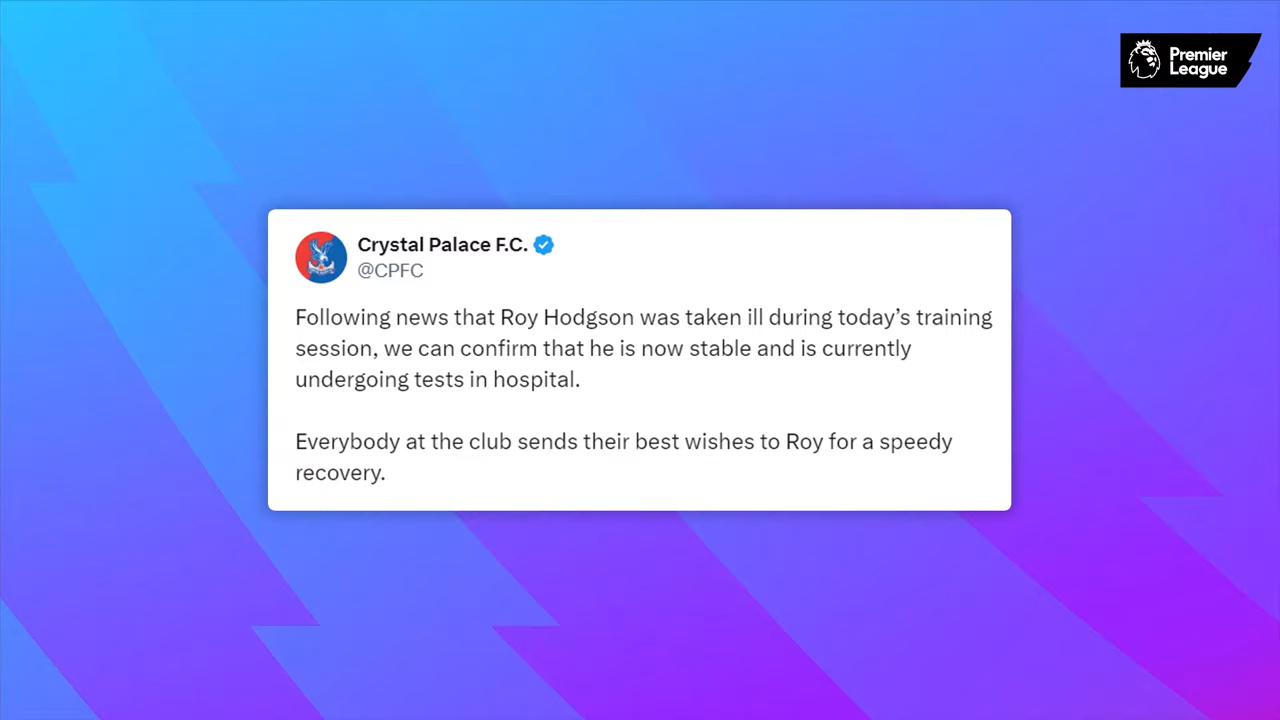 Premier
League
Crystal Palace F.C.
@CPFC
Following news that Roy Hodgson was taken ill during today’s training
session, we can confirm that he is now stable and is currently
undergoing tests in hospital.
Everybody at the club sends their best wishes to Roy for a speedy
recovery.